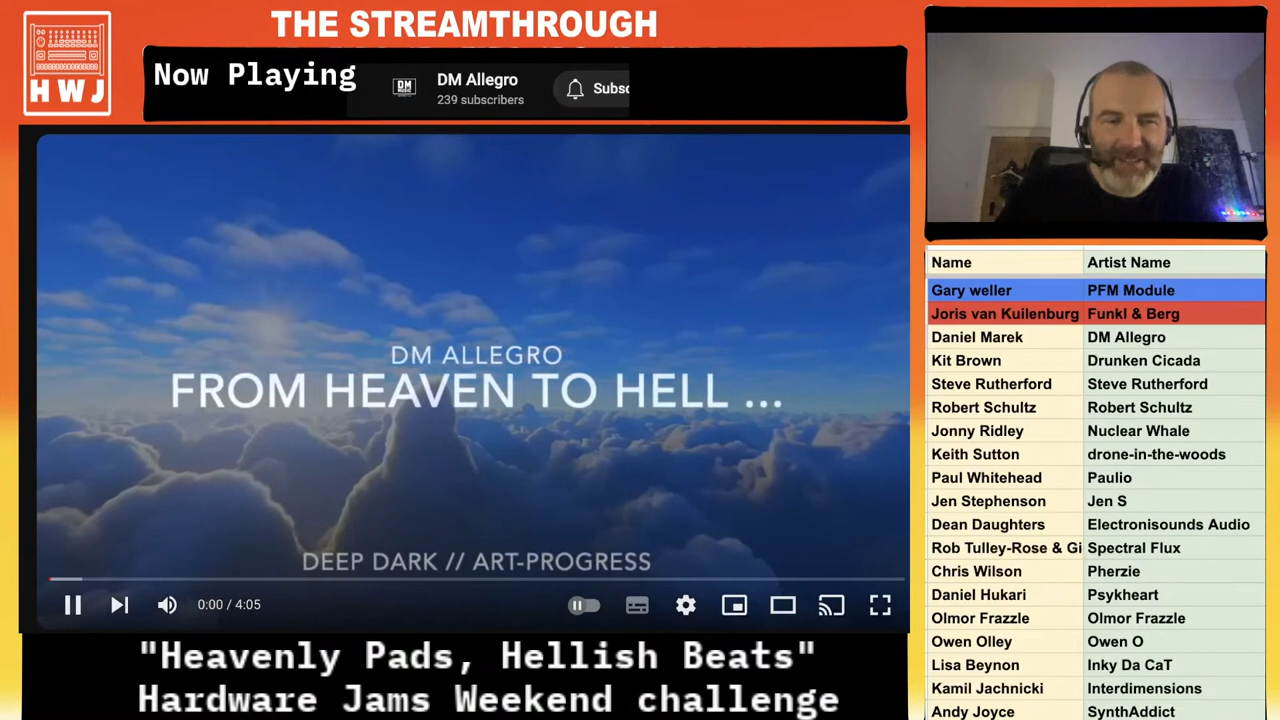 THE STREAMTHROUGH
HWJ
Now Playing
DM Allegro
239 subscribers
Subsc
DM ALLEGRO
FROM HEAVEN TO HELL ...
DEEP DARK // ART-PROGRESS
0:00 / 4:05
"Heavenly Pads, Hellish Beats"
Hardware Jams Weekend challenge
Name Artist Name
Gary weller PFM Module
Joris van Kuilenburg Funkl & Berg
Daniel Marek DM Allegro
Kit Brown Drunken Cicada
Steve Rutherford Steve Rutherford
Robert Schultz Robert Schultz
Jonny Ridley Nuclear Whale
Keith Sutton drone-in-the-woods
Paul Whitehead Paulio
Jen Stephenson Jen S
Dean Daughters Electronisounds Audio
Rob Tulley-Rose & Gi Spectral Flux
Chris Wilson Pherzie
Daniel Hukari Psykheart
Olmor Frazzle Olmor Frazzle
Owen Olley Owen O
Lisa Beynon Inky Da CaT
Kamil Jachnicki Interdimensions
Andy Joyce SynthAddict